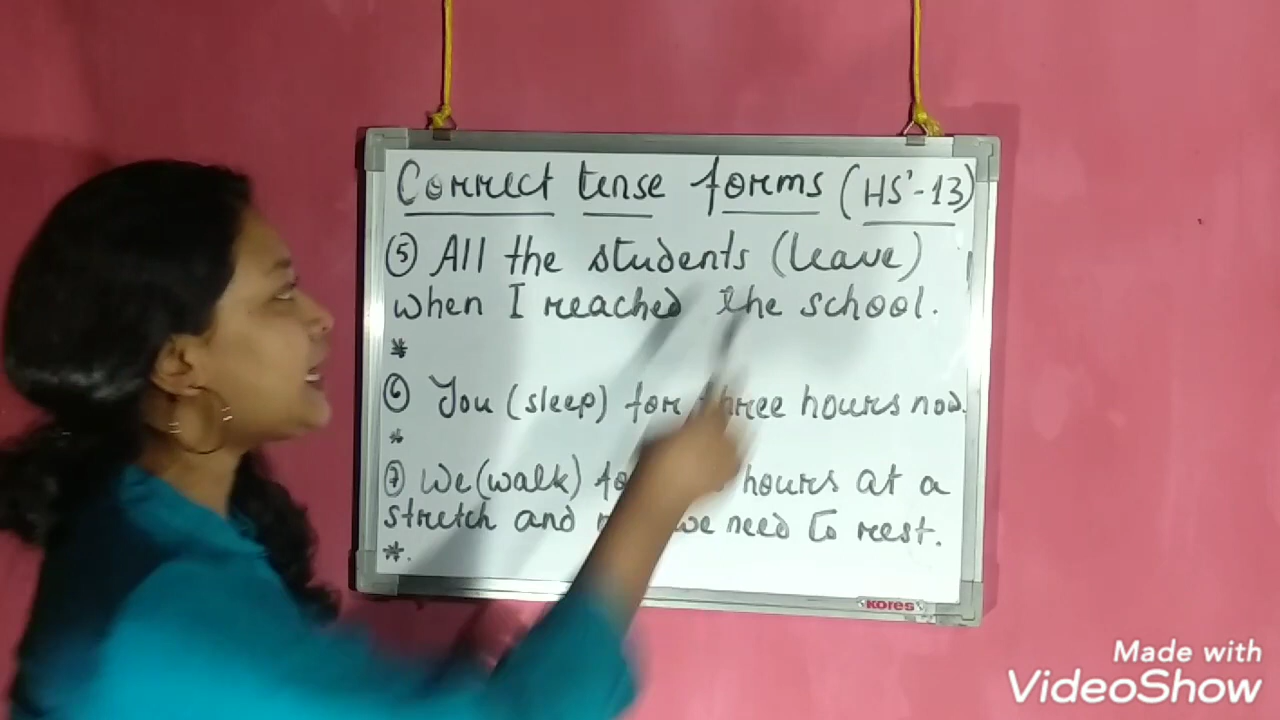 Correct tense forms (HS'-13)
⑤ All the students (leave)
when I reached the school.
*
⑥ You (sleep) for three hours now.
*
⑦ We (walk) hours at a
stretch and we need to rest.
*.
KORES
Made with
VideoShow